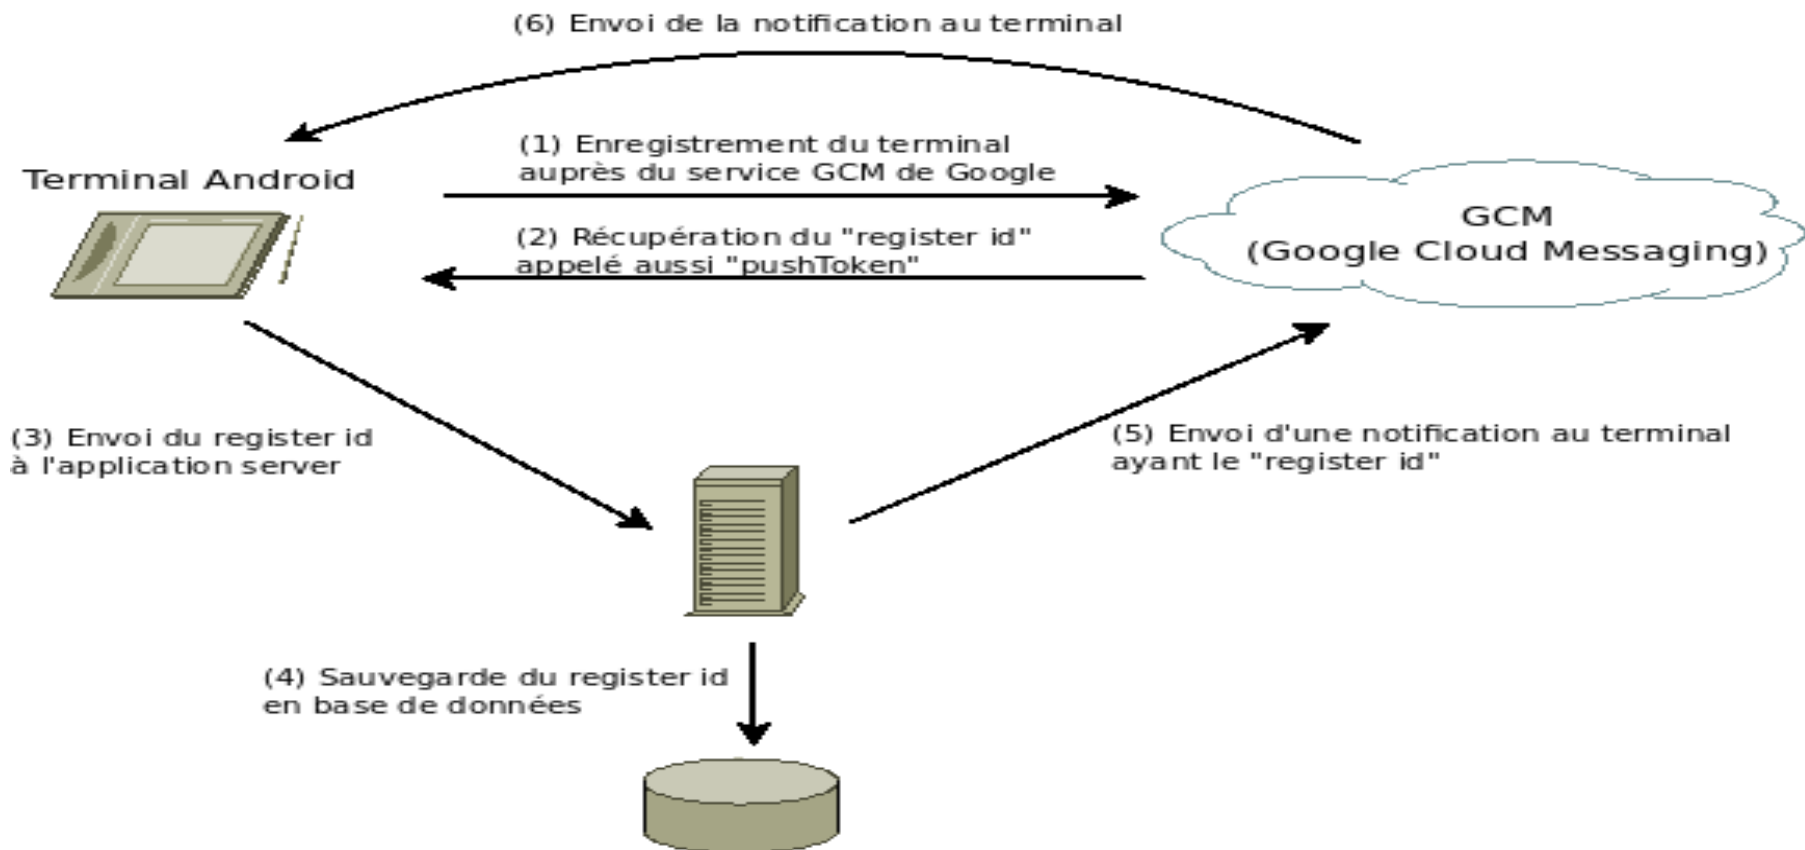 (6) Envoi de la notification au terminal
(1) Enregistrement du terminal
auprès du service GCM de Google
Terminal Android
GCM
(Google Cloud Messaging)
(2) Récupération du "register id"
appelé aussi "pushToken"
(3) Envoi du register id
à l'application server
(5) Envoi d'une notification au terminal
ayant le "register id"
(4) Sauvegarde du register id
en base de données